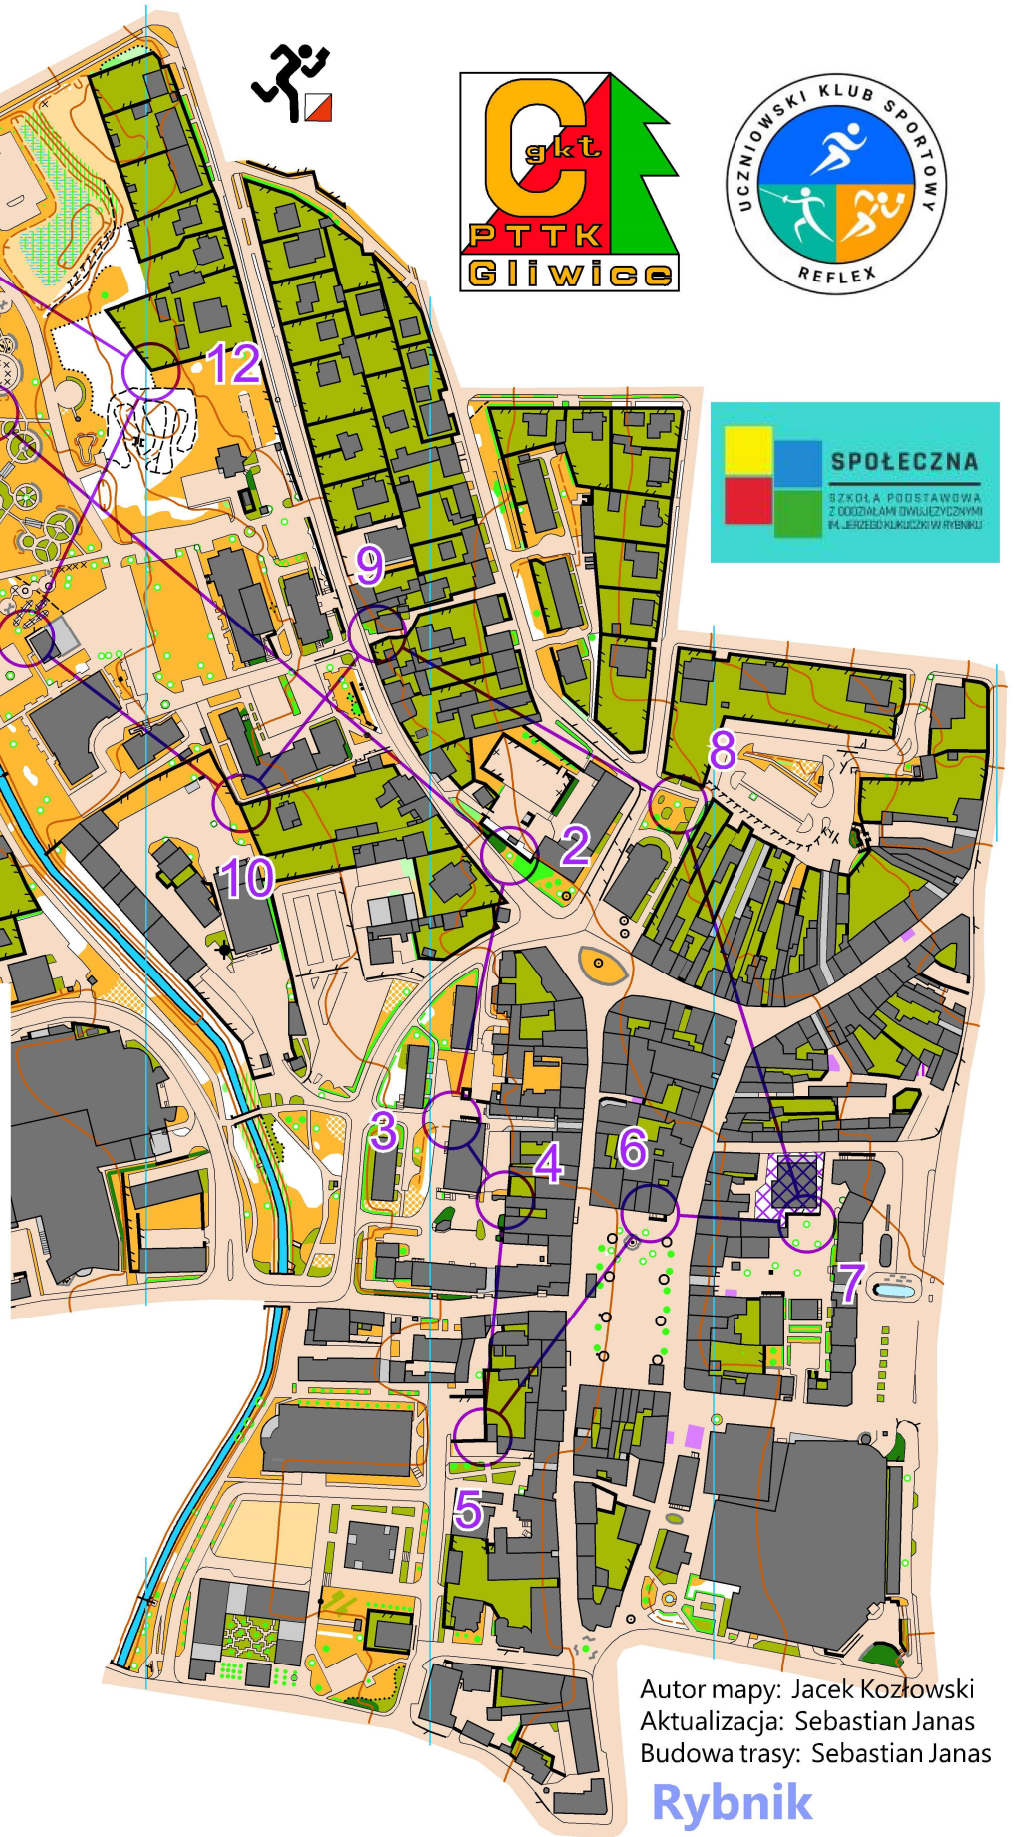 C
gkt
PTTK
Gliwice
UCZNIOWSKI KLUB SPORTOWY
REFLEX
12
SPOŁECZNA
SZKOŁA PODSTAWOWA
Z ODDZIAŁAMI DWUJĘZYCZNYMI
IM. JERZEGO KUKUCZKI W RYBNIKU
9
8
2
10
3
6
4
7
5
Autor mapy: Jacek Kozłowski
Aktualizacja: Sebastian Janas
Budowa trasy: Sebastian Janas
Rybnik